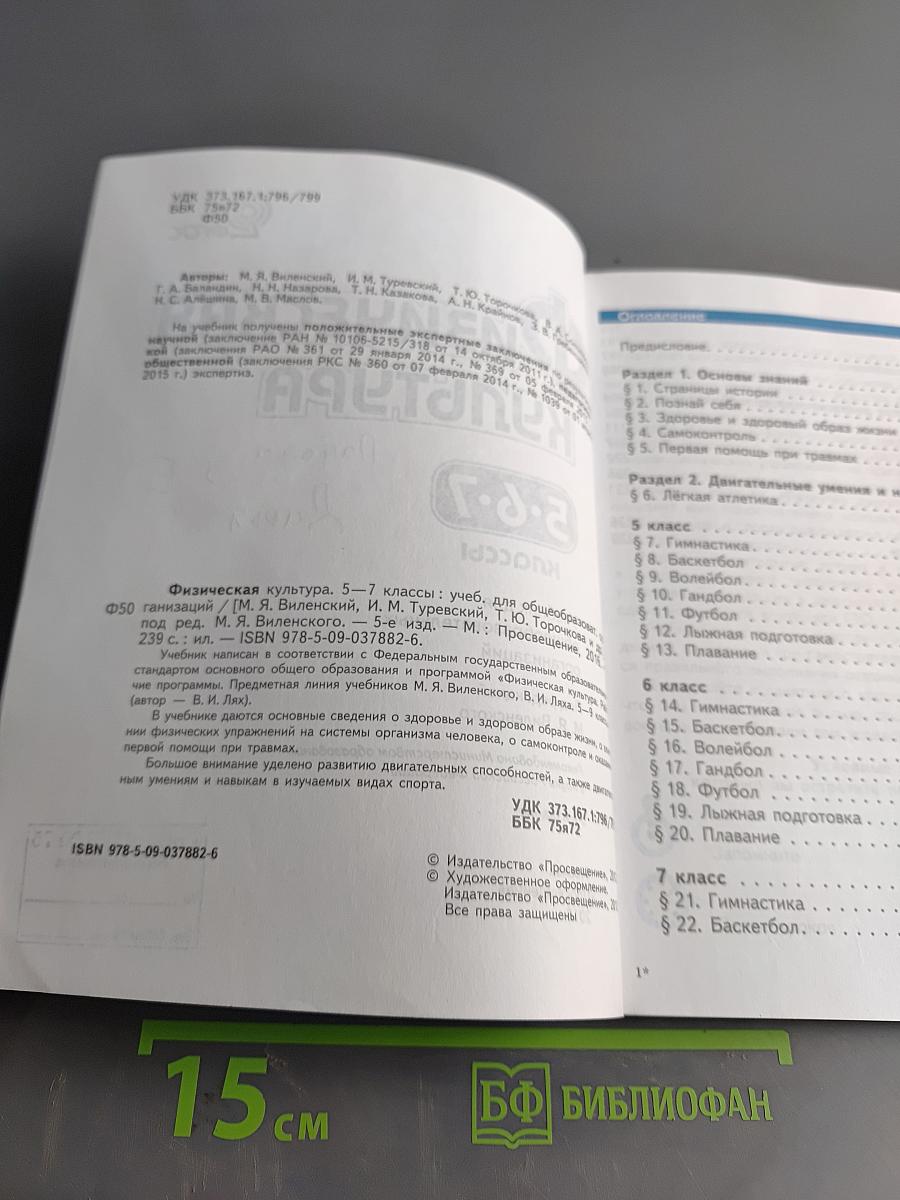 УДК 373.167.1:796/799
ББК 75я72
Ф50
Авторы: М. Я. Виленский, И. М. Туревский, Т. Ю. Торочкова,
Г. А. Баландин, Н. Н. Назарова, Т. Н. Казакова,
Н. С. Алёшина, М. В. Маслов, А. Н. Крайнов, З. В.
На учебник получены положительные экспертные заключения по
научной (заключение РАН № 10106-5215/318 от 14 октября 2011 г.),
кой (заключения РАО № 361 от 29 января 2014 г., № 369 от 05 февраля
общественной (заключения РКС № 360 от 07 февраля 2014 г., № 1039 от
2015 г.) экспертиз.
Физическая культура. 5—7 классы : учеб. для общеобразоват.
Ф50 ганизаций / [М. Я. Виленский, И. М. Туревский, Т. Ю. Торочкова и
под ред. М. Я. Виленского. — 5-е изд. — М. : Просвещение,
239 с. : ил. — ISBN 978-5-09-037882-6.
Учебник написан в соответствии с Федеральным государственным
стандартом основного общего образования и программой «Физическая культура.
чие программы. Предметная линия учебников М. Я. Виленского, В. И. Ляха. 5—9
(автор — В. И. Лях).
В учебнике даются основные сведения о здоровье и здоровом образе жизни,
нии физических упражнений на системы организма человека, о самоконтроле и
первой помощи при травмах.
Большое внимание уделено развитию двигательных способностей, а также
ным умениям и навыкам в изучаемых видах спорта.
УДК 373.167.1:796/
ББК 75я72
ISBN 978-5-09-037882-6
© Издательство «Просвещение»,
© Художественное оформление.
Издательство «Просвещение»,
Все права защищены
Оглавление
Предисловие
Раздел 1. Основы знаний
§ 1. Страницы истории
§ 2. Познай себя
§ 3. Здоровье и здоровый образ жизни
§ 4. Самоконтроль
§ 5. Первая помощь при травмах
Раздел 2. Двигательные умения и
§ 6. Лёгкая атлетика
5 класс
§ 7. Гимнастика
§ 8. Баскетбол
§ 9. Волейбол
§ 10. Гандбол
§ 11. Футбол
§ 12. Лыжная подготовка
§ 13. Плавание
6 класс
§ 14. Гимнастика
§ 15. Баскетбол
§ 16. Волейбол
§ 17. Гандбол
§ 18. Футбол
§ 19. Лыжная подготовка
§ 20. Плавание
7 класс
§ 21. Гимнастика
§ 22. Баскетбол
1*
15 см
БФ БИБЛИОФАН